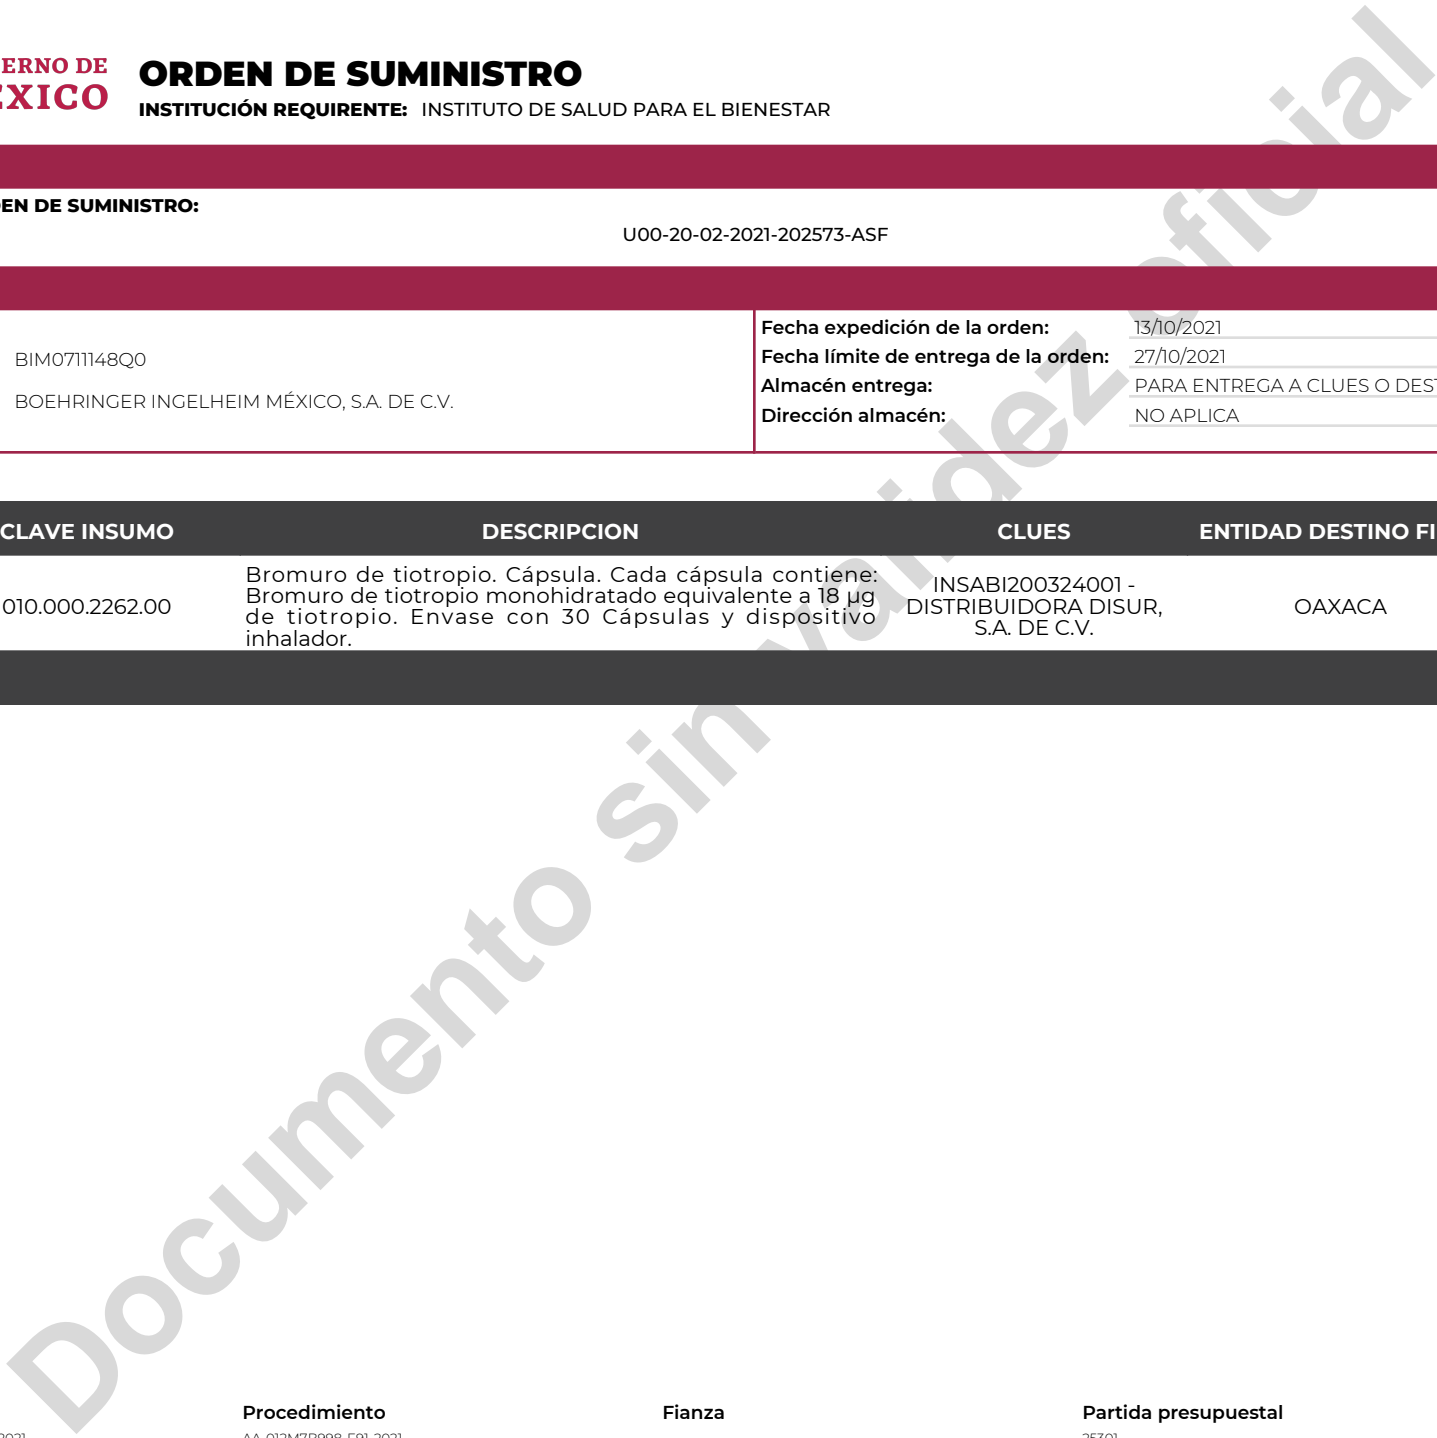 ERNO DE
EXICO
ORDEN DE SUMINISTRO
INSTITUCIÓN REQUIRENTE: INSTITUTO DE SALUD PARA EL BIENESTAR
EN DE SUMINISTRO:
U00-20-02-2021-202573-ASF
BIM0711148Q0
BOEHRINGER INGELHEIM MÉXICO, S.A. DE C.V.
Fecha expedición de la orden: 13/10/2021
Fecha límite de entrega de la orden: 27/10/2021
Almacén entrega: PARA ENTREGA A CLUES O DEST
Dirección almacén: NO APLICA
CLAVE INSUMO DESCRIPCION CLUES ENTIDAD DESTINO FI
010.000.2262.00
Bromuro de tiotropio. Cápsula. Cada cápsula contiene:
Bromuro de tiotropio monohidratado equivalente a 18 µg
de tiotropio. Envase con 30 Cápsulas y dispositivo
inhalador.
INSABI200324001 -
DISTRIBUIDORA DISUR,
S.A. DE C.V.
OAXACA
Documento sin validez oficial
Procedimiento Fianza Partida presupuestal